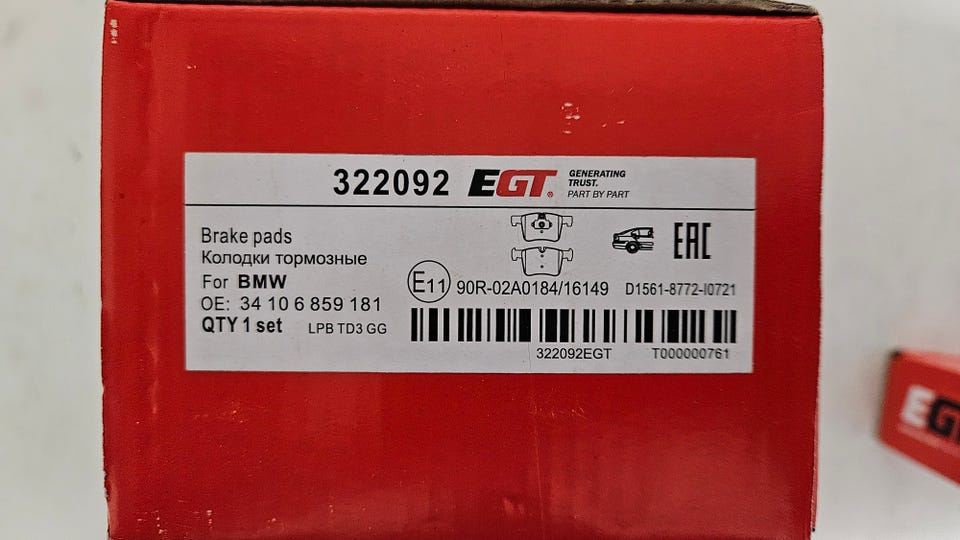 322092 EGT® GENERATING
TRUST.
PART BY PART
Brake pads
Колодки тормозные
For BMW
OE: 34 10 6 859 181
QTY 1 set LPB TD3 GG
EAC
E11 90R-02A0184/16149 D1561-8772-I0721
322092EGT T000000761
EGT